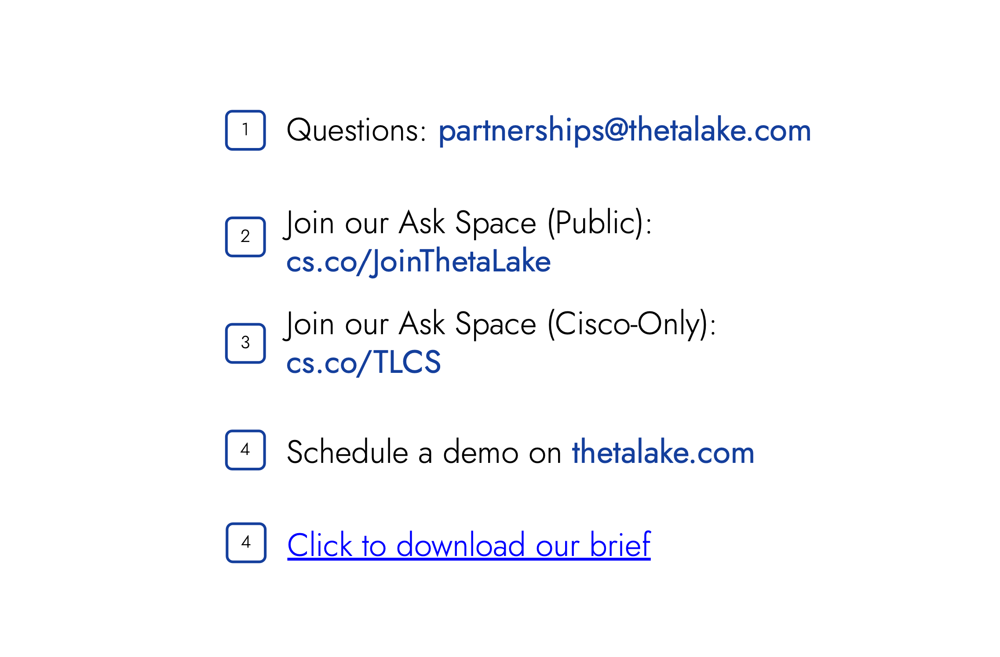 1 Questions: partnerships@thetalake.com
2 Join our Ask Space (Public):
cs.co/JoinThetaLake
3 Join our Ask Space (Cisco-Only):
cs.co/TLCS
4 Schedule a demo on thetalake.com
4 Click to download our brief